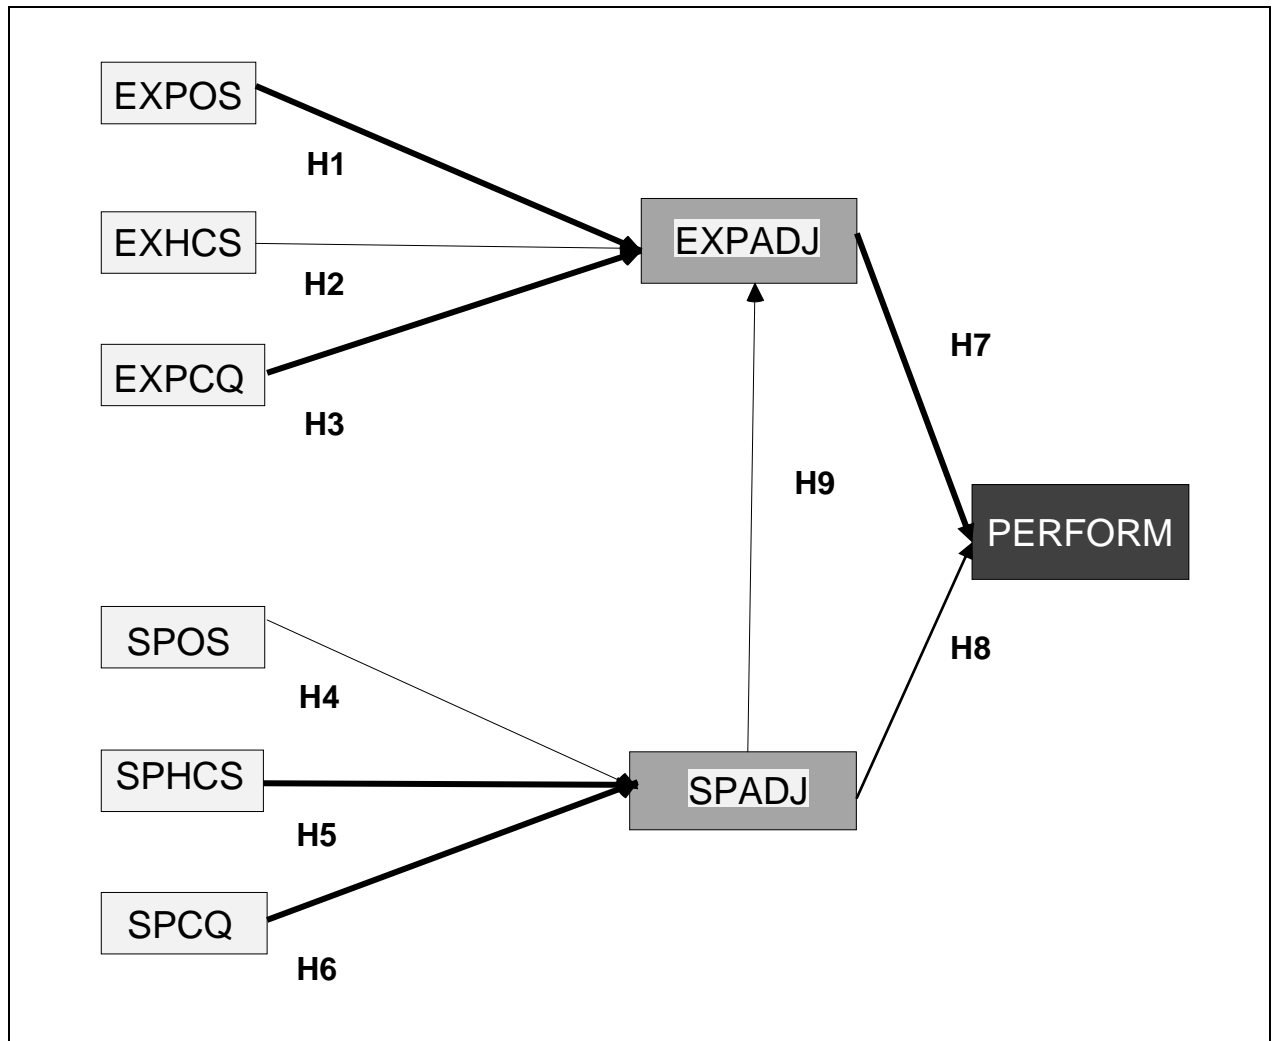 EXPOS
H1
EXHCS
EXPADJ
H2
EXPCQ
H7
H3
H9
PERFORM
SPOS
H8
H4
SPHCS
SPADJ
H5
SPCQ
H6